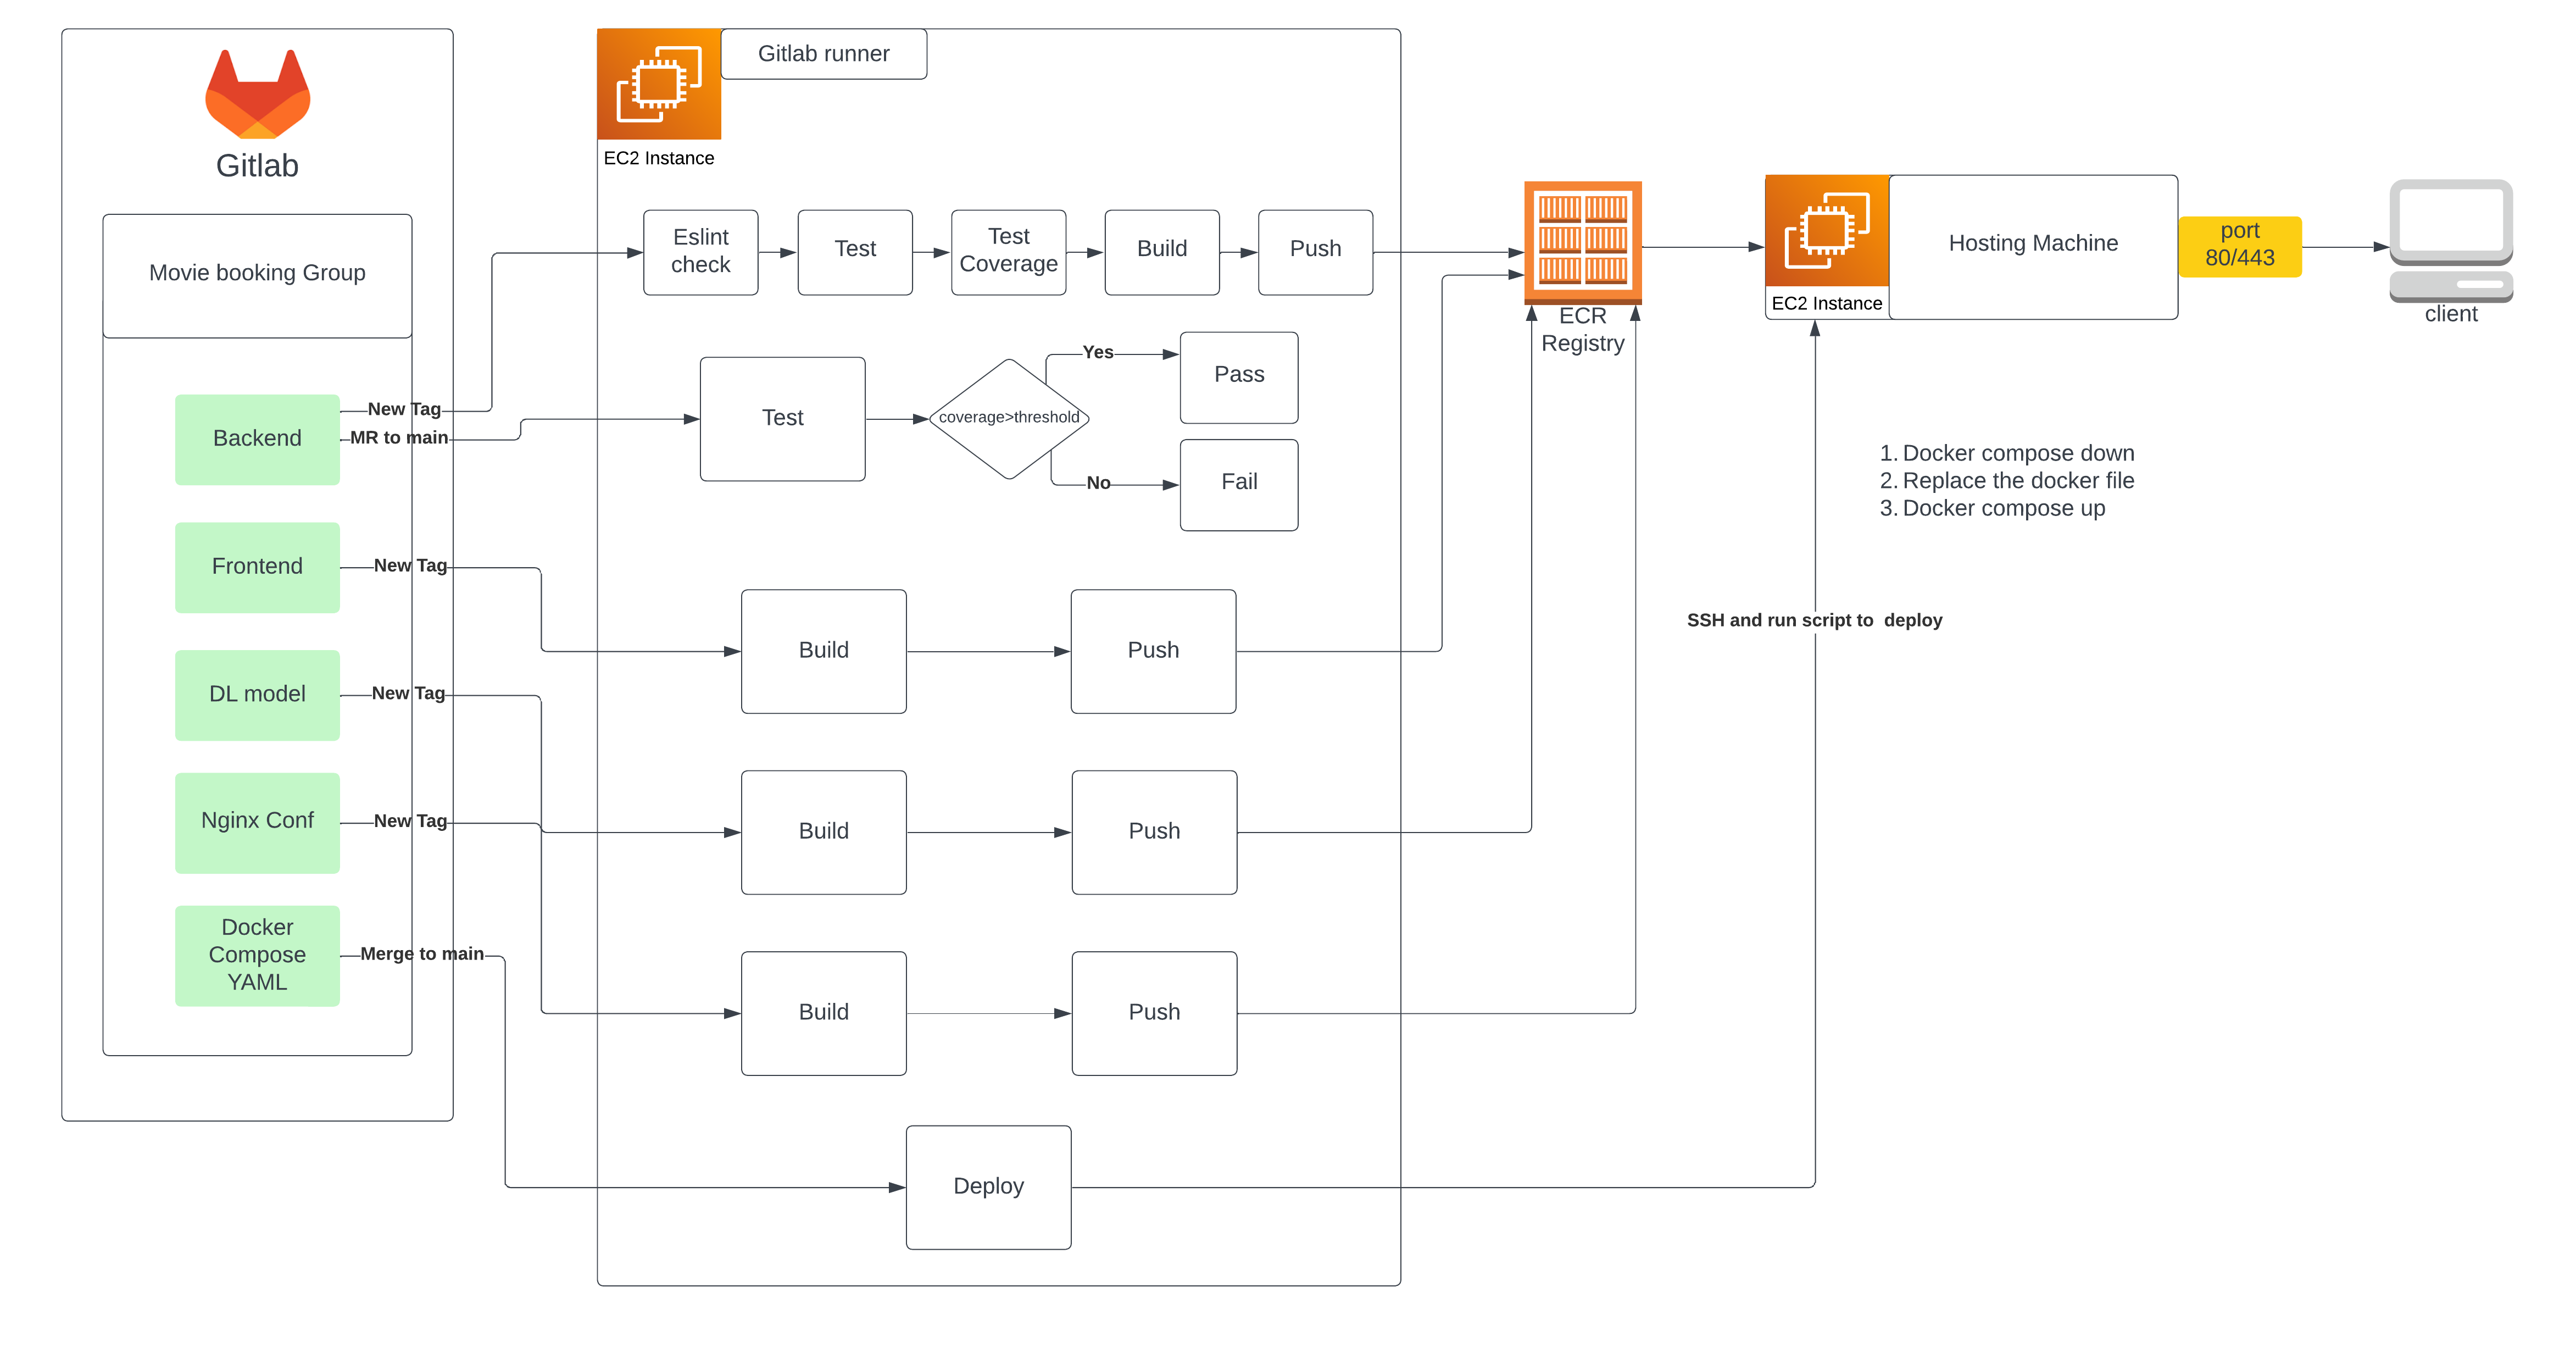 Gitlab
Movie booking Group
Backend
Frontend
DL model
Nginx Conf
Docker
Compose
YAML
New Tag
MR to main
New Tag
New Tag
New Tag
Merge to main
EC2 Instance
Gitlab runner
Eslint
check
Test
Test
Coverage
Build
Push
Test
coverage>threshold
Yes
Pass
No
Fail
Build
Push
Build
Push
Build
Push
Deploy
ECR
Registry
EC2 Instance
Hosting Machine
port
80/443
client
1. Docker compose down
2. Replace the docker file
3. Docker compose up
SSH and run script to  deploy